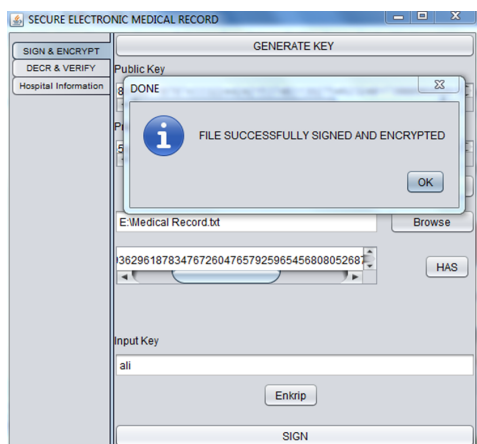 SECURE ELECTRONIC MEDICAL RECORD
SIGN & ENCRYPT
DECR & VERIFY
Hospital Information
GENERATE KEY
Public Key
DONE
FILE SUCCESSFULLY SIGNED AND ENCRYPTED
OK
E:\Medical Record.txt
Browse
HAS
Input Key
ali
Enkrip
SIGN